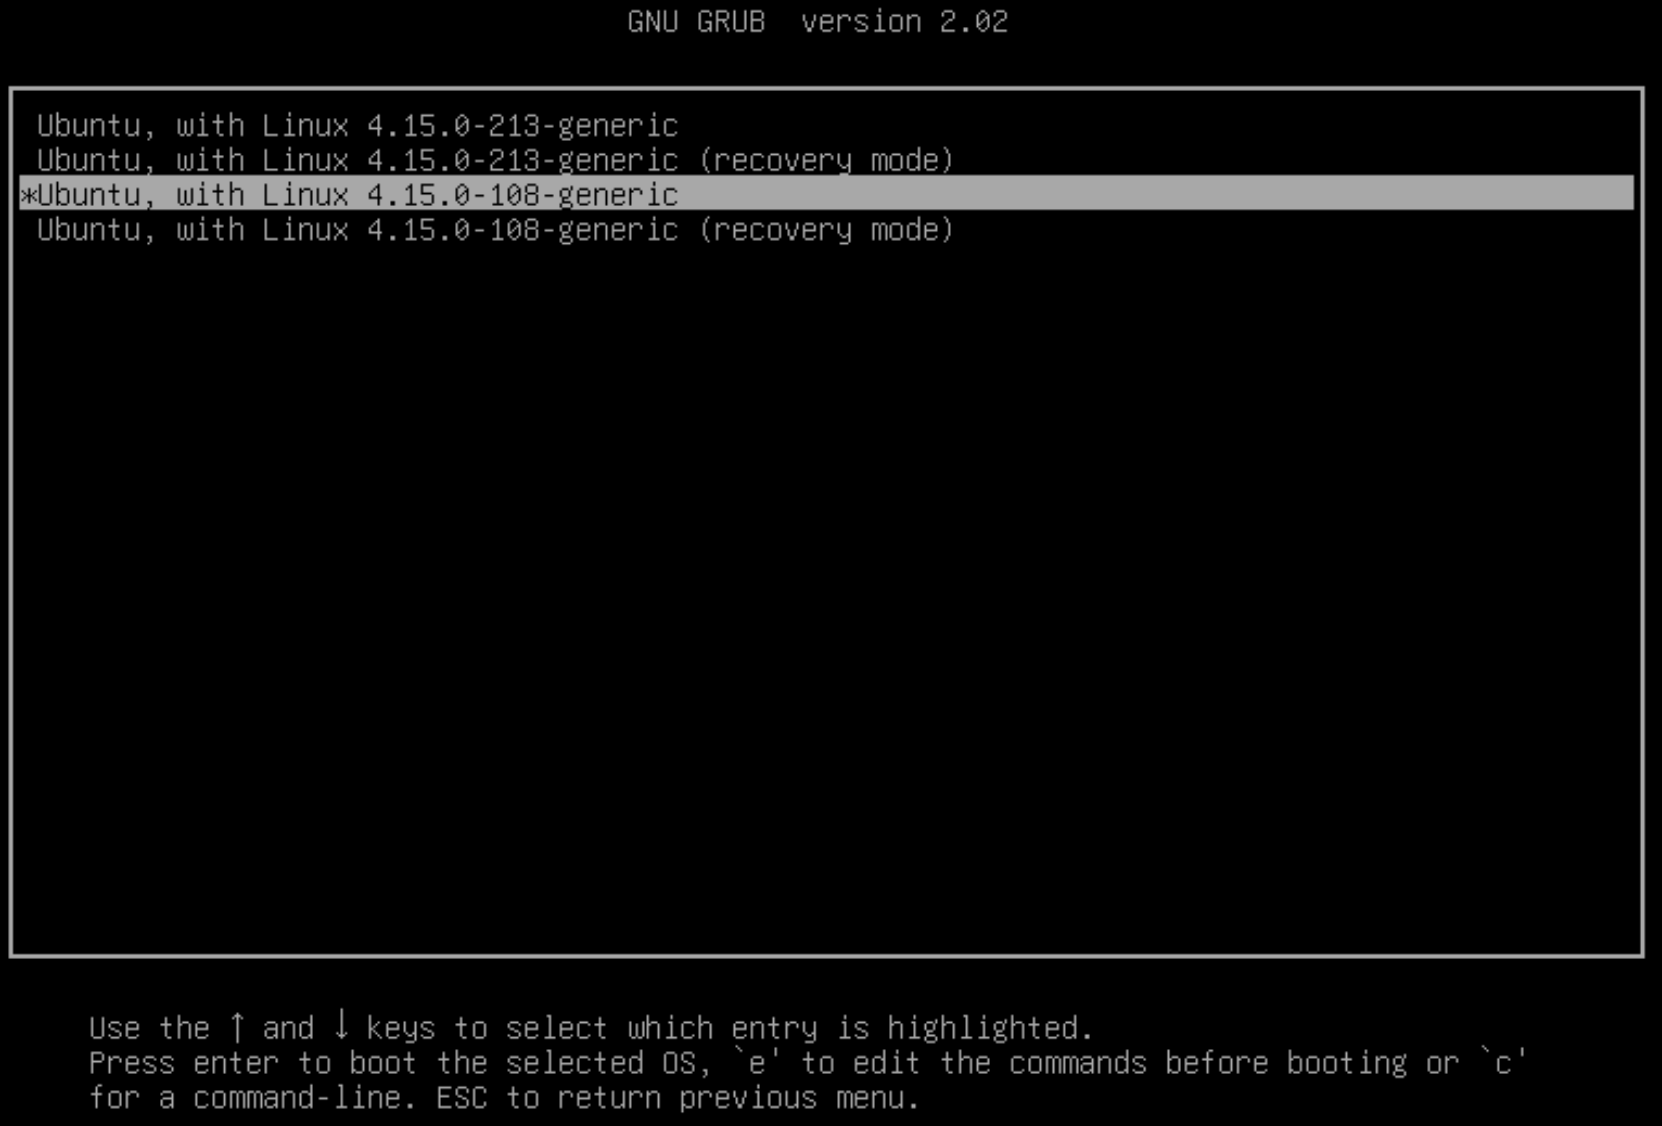 GNU GRUB  version 2.02
Ubuntu, with Linux 4.15.0-213-generic
Ubuntu, with Linux 4.15.0-213-generic (recovery mode)
*Ubuntu, with Linux 4.15.0-108-generic
Ubuntu, with Linux 4.15.0-108-generic (recovery mode)
Use the ↑ and ↓ keys to select which entry is highlighted.
Press enter to boot the selected OS, `e' to edit the commands before booting or `c'
for a command-line. ESC to return previous menu.